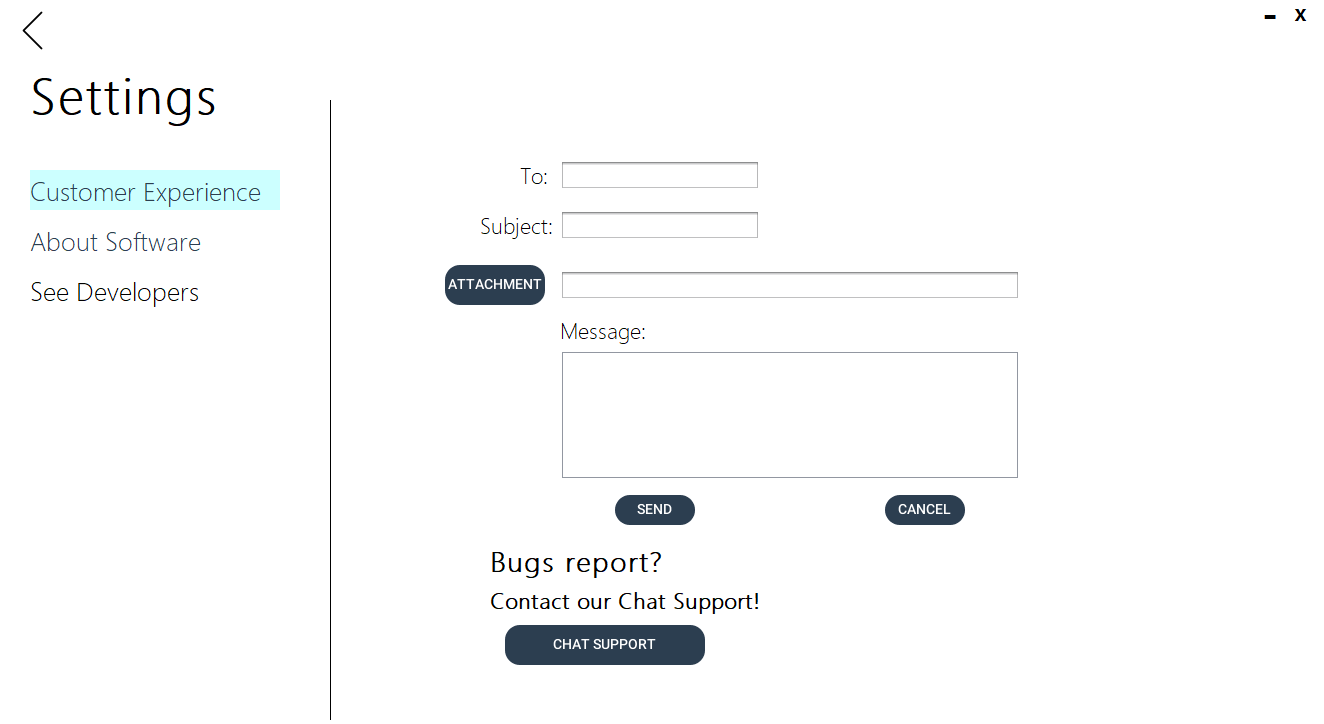 X
Settings
Customer Experience
About Software
See Developers
To:
Subject:
ATTACHMENT
Message:
SEND
CANCEL
Bugs report?
Contact our Chat Support!
CHAT SUPPORT